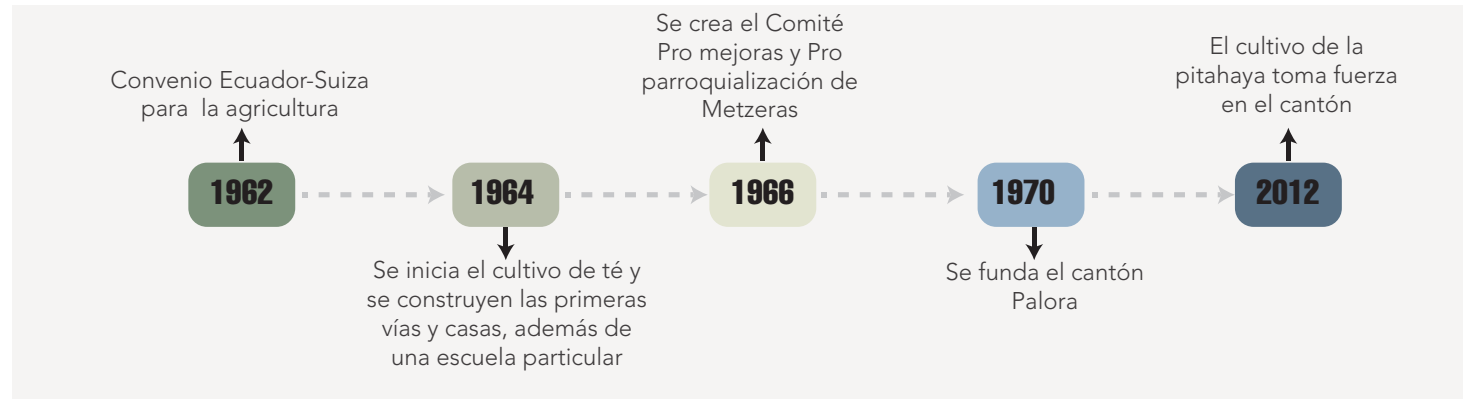 Convenio Ecuador-Suiza
para la agricultura
1962
1964
Se inicia el cultivo de té y
se construyen las primeras
vías y casas, además de
una escuela particular
Se crea el Comité
Pro mejoras y Pro
parroquialización de
Metzeras
1966
1970
Se funda el cantón
Palora
El cultivo de la
pitahaya toma fuerza
en el cantón
2012